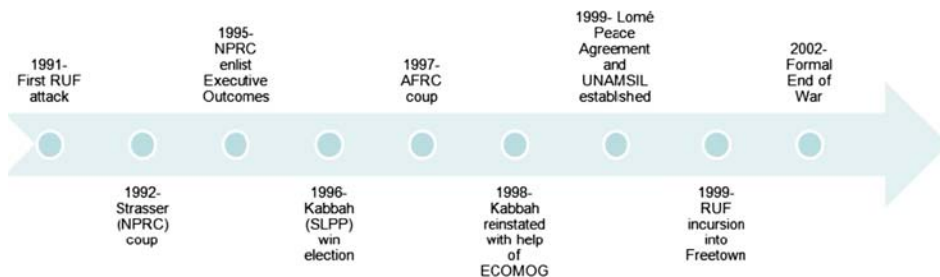 1991-
First RUF
attack
1992-
Strasser
(NPRC)
coup
1995-
NPRC
enlist
Executive
Outcomes
1996-
Kabbah
(SLPP)
win
election
1997-
AFRC
coup
1998-
Kabbah
reinstated
with help
of
ECOMOG
1999- Lomé
Peace
Agreement
and
UNAMSIL
established
1999-
RUF
incursion
into
Freetown
2002-
Formal
End of
War